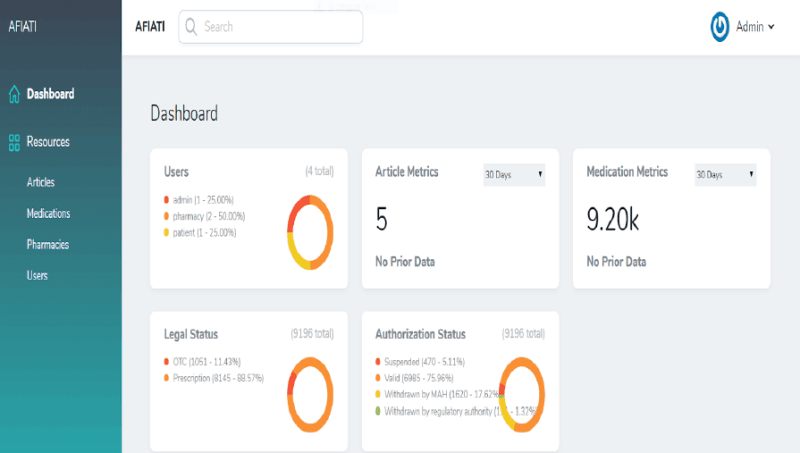 AFIATI
AFIATI
Search
Admin
Dashboard
Resources
Articles
Medications
Pharmacies
Users
Dashboard
Users (4 total)
admin (1 - 25.00%)
pharmacy (2 - 50.00%)
patient (1 - 25.00%)
Article Metrics 30 Days
5
No Prior Data
Medication Metrics 30 Days
9.20k
No Prior Data
Legal Status (9196 total)
OTC (1051 - 11.43%)
Prescription (8145 - 88.57%)
Authorization Status (9196 total)
Suspended (470 - 5.11%)
Valid (6985 - 75.96%)
Withdrawn by MAH (1620 - 17.62%)
Withdrawn by regulatory authority - 1.32%)